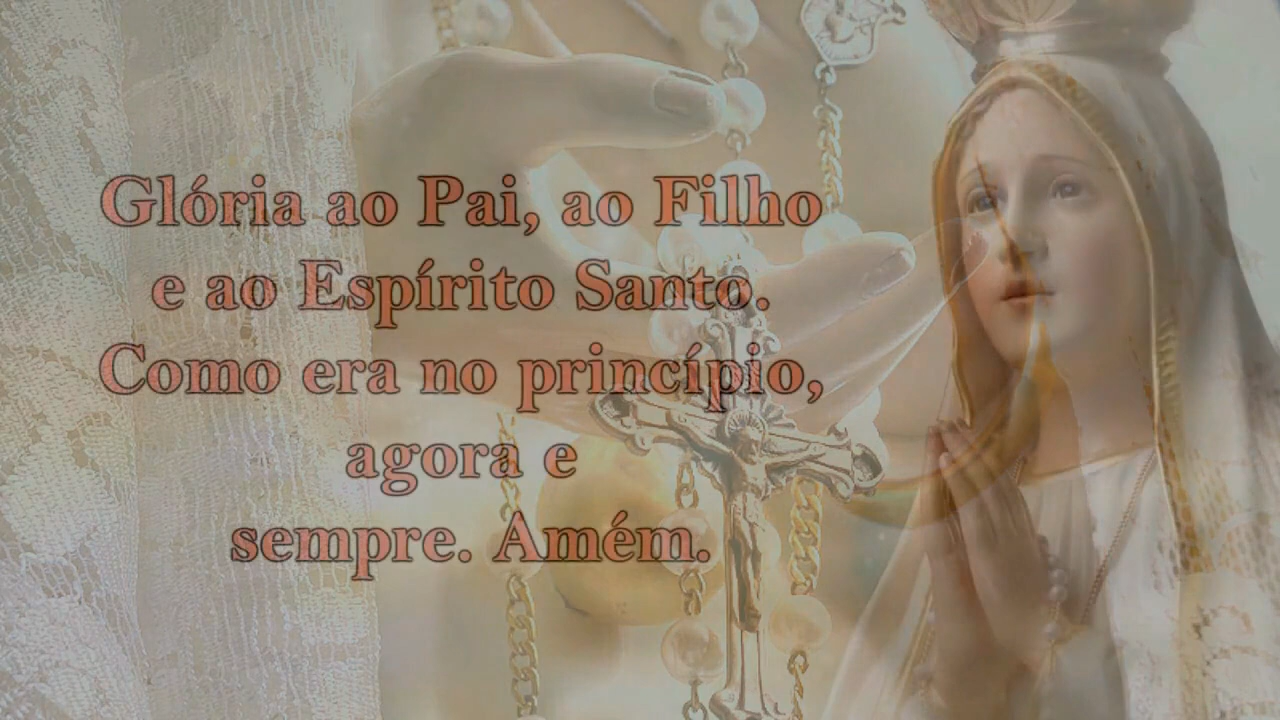 Glória ao Pai, ao Filho
e ao Espírito Santo.
Como era no princípio,
agora e
sempre. Amém.